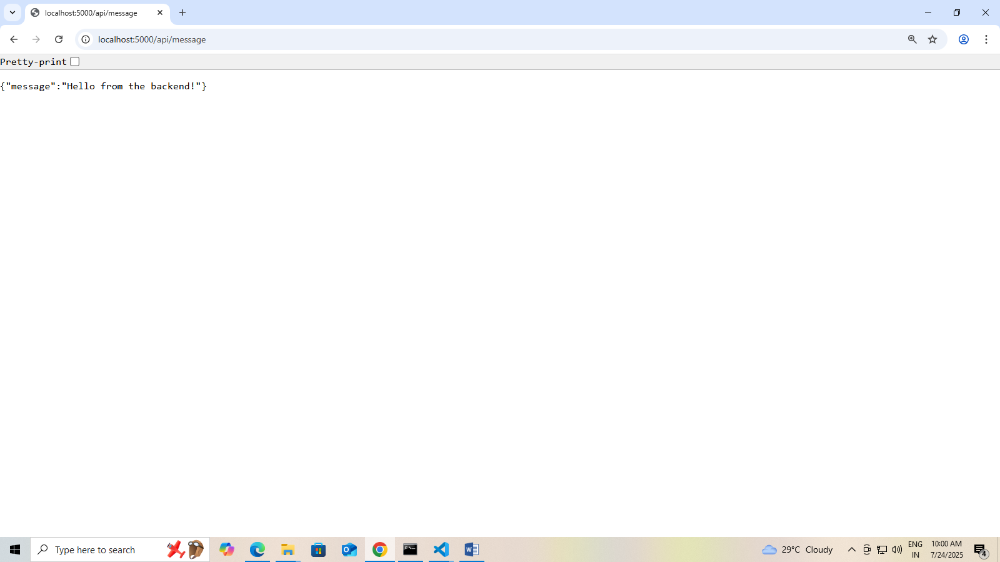 localhost:5000/api/message
localhost:5000/api/message
Pretty-print
{"message":"Hello from the backend!"}
Type here to search
29°C Cloudy
ENG
IN
10:00 AM
7/24/2025
4